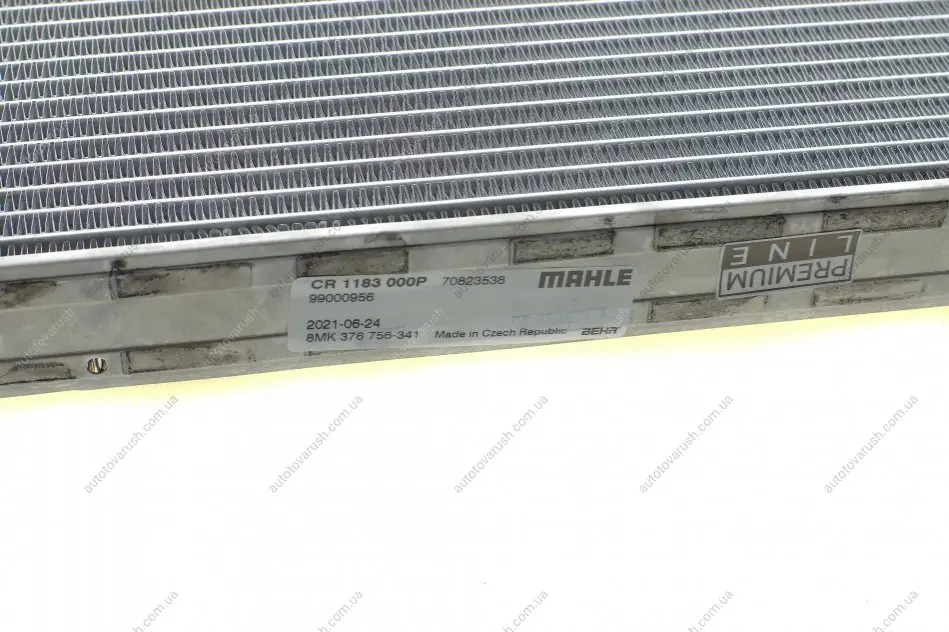 CR 1183 000P 70823538 MAHLE
99000956
2021-06-24
8MK 376 756-341 Made in Czech Republic BEHR
PREMIUM
LINE
autotovarush.com.ua
autotovarush.com.ua
autotovarush.com.ua
autotovarush.com.ua
autotovarush.com.ua